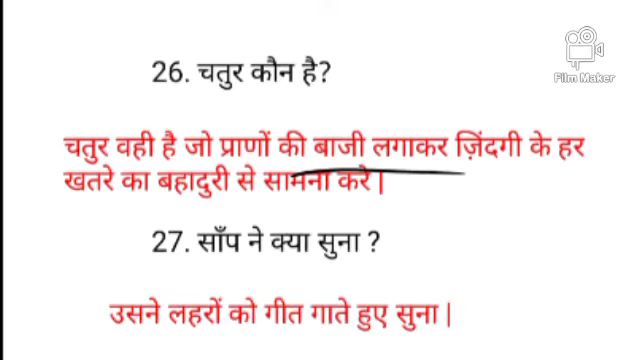 26. चतुर कौन है?
Film Maker
चतुर वही है जो प्राणों की बाजी लगाकर ज़िंदगी के हर
खतरे का बहादुरी से सामना करे |
27. साँप ने क्या सुना ?
उसने लहरों को गीत गाते हुए सुना |